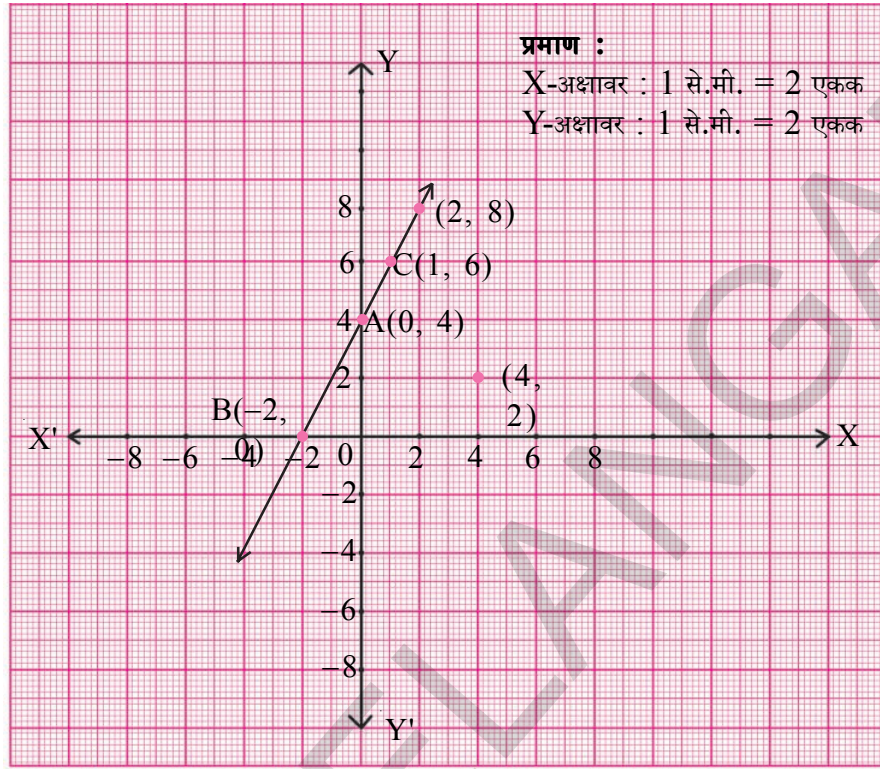 प्रमाण :
X-अक्षावर : 1 से.मी. = 2 एकक
Y-अक्षावर : 1 से.मी. = 2 एकक
Y
8
(2, 8)
6
C(1, 6)
4
A(0, 4)
2
(4,
2)
B(−2,
0)
X'
X
−8
−6
−4
−2
0
2
4
6
8
−2
−4
−6
−8
Y'
ELANGA